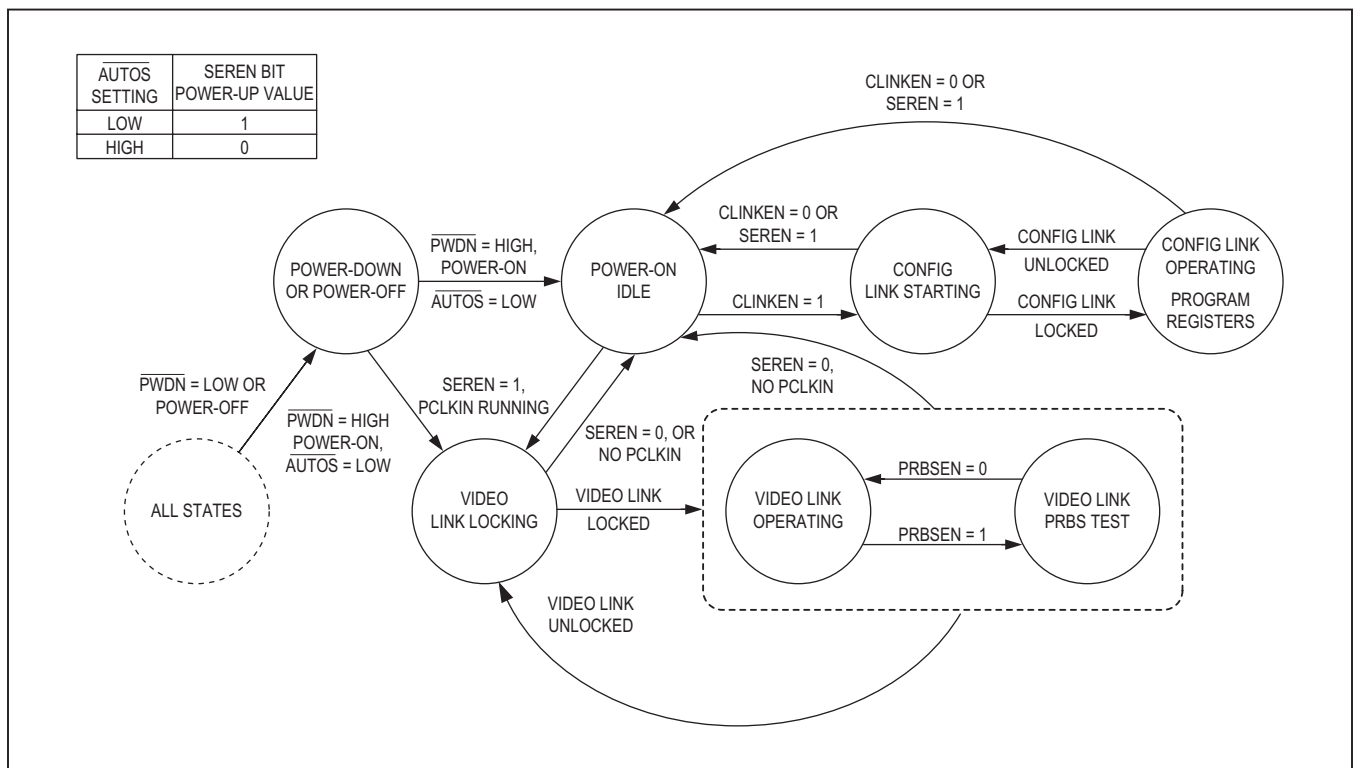 AUTOS
SETTING
SEREN BIT
POWER-UP VALUE
LOW
1
HIGH
0
CLINKEN = 0 OR
SEREN = 1
POWER-DOWN
OR POWER-OFF
PWDN = HIGH,
POWER-ON
AUTOS = LOW
POWER-ON
IDLE
CLINKEN = 0 OR
SEREN = 1
CLINKEN = 1
CONFIG
LINK STARTING
CONFIG LINK
UNLOCKED
CONFIG LINK
LOCKED
CONFIG LINK
OPERATING
PROGRAM
REGISTERS
PWDN = LOW OR
POWER-OFF
PWDN = HIGH
POWER-ON,
AUTOS = LOW
SEREN = 1,
PCLKIN RUNNING
SEREN = 0, OR
NO PCLKIN
SEREN = 0,
NO PCLKIN
ALL STATES
VIDEO
LINK LOCKING
VIDEO LINK
LOCKED
VIDEO LINK
OPERATING
PRBSEN = 0
PRBSEN = 1
VIDEO LINK
PRBS TEST
VIDEO LINK
UNLOCKED